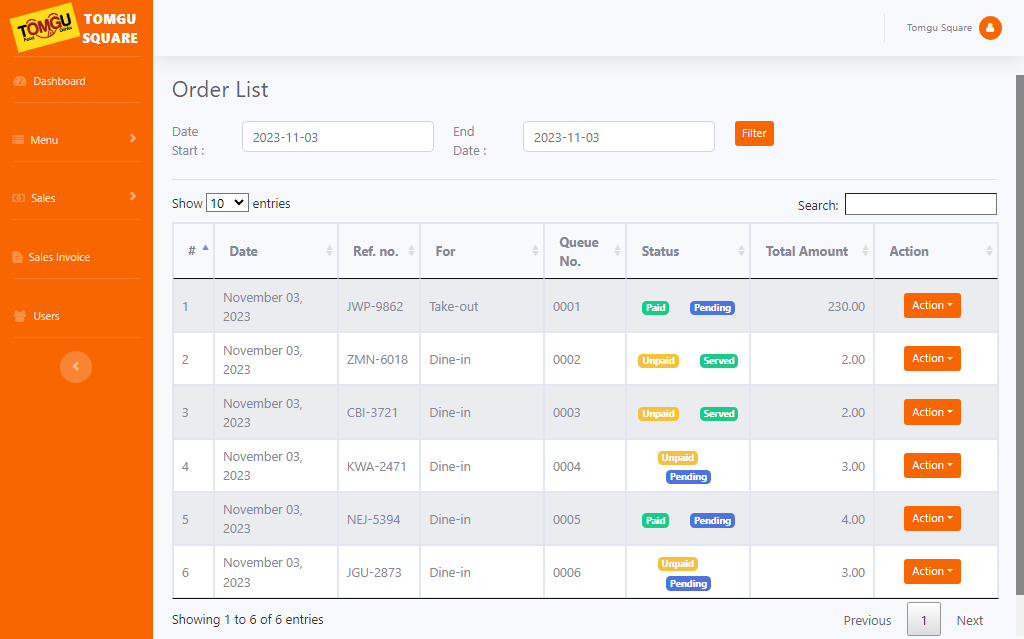 TOMGU
TOMGU
SQUARE
Tomgu Square
Dashboard
Menu
Sales
Sales Invoice
Users
Order List
Date
Start :
2023-11-03
End
Date :
2023-11-03
Filter
Show 10 entries
Search:
# Date Ref. no. For Queue No. Status Total Amount Action
1 November 03, 2023 JWP-9862 Take-out 0001 Paid Pending 230.00 Action
2 November 03, 2023 ZMN-6018 Dine-in 0002 Unpaid Served 2.00 Action
3 November 03, 2023 CBI-3721 Dine-in 0003 Unpaid Served 2.00 Action
4 November 03, 2023 KWA-2471 Dine-in 0004 Unpaid Pending 3.00 Action
5 November 03, 2023 NEJ-5394 Dine-in 0005 Paid Pending 4.00 Action
6 November 03, 2023 JGU-2873 Dine-in 0006 Unpaid Pending 3.00 Action
Showing 1 to 6 of 6 entries
Previous 1 Next